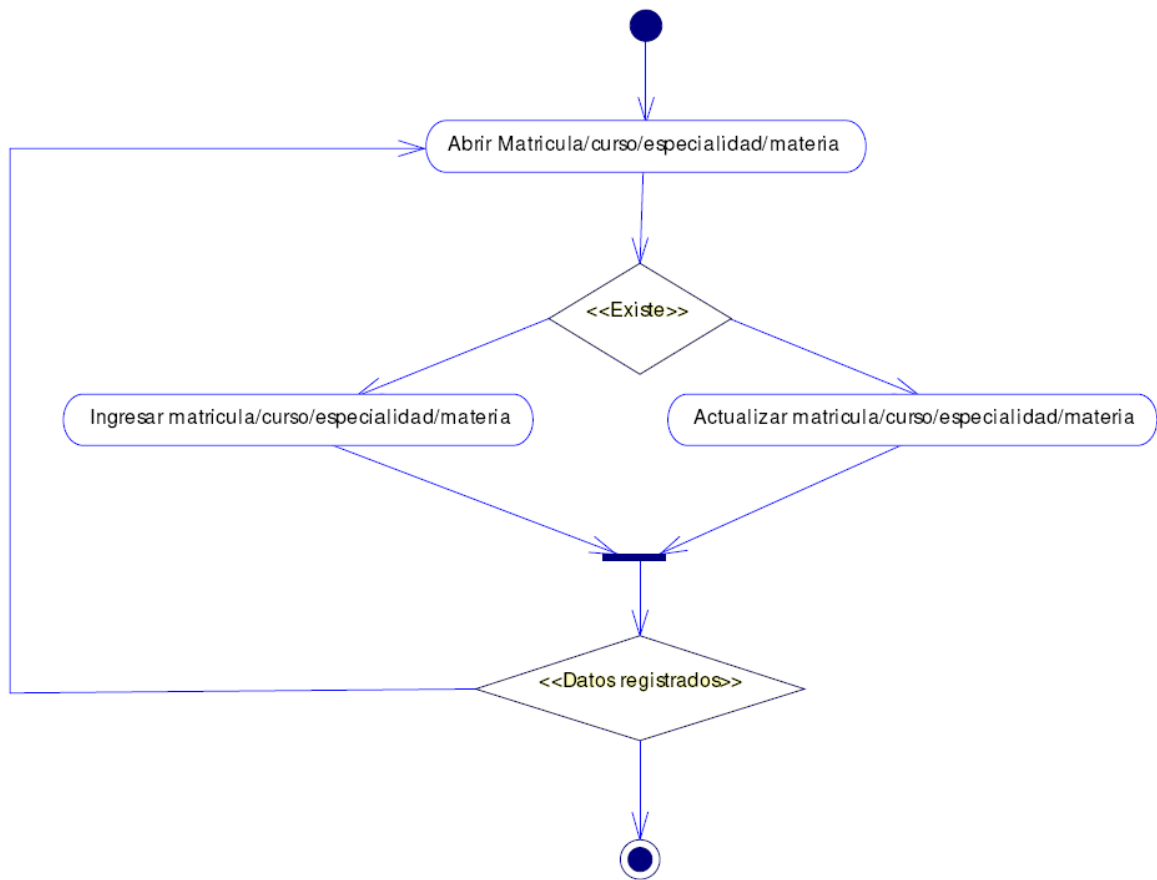 Abrir Matricula/curso/especialidad/materia
<<Existe>>
Ingresar matricula/curso/especialidad/materia
Actualizar matricula/curso/especialidad/materia
<<Datos registrados>>